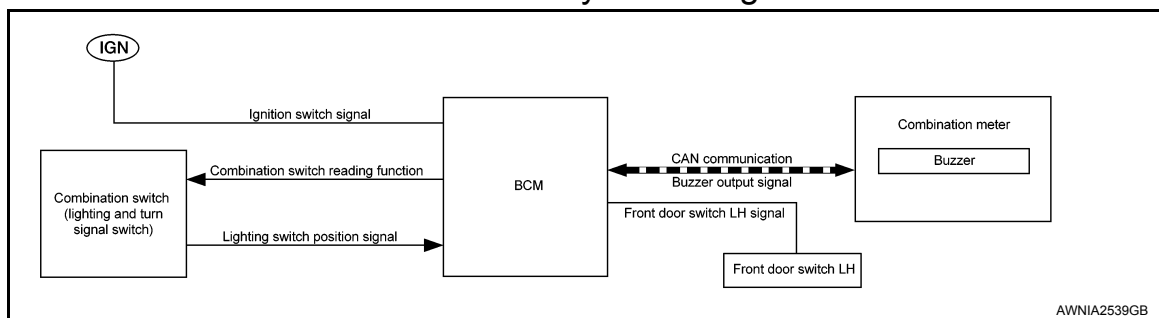 IGN
Ignition switch signal
Combination switch reading function
Combination switch
(lighting and turn
signal switch)
Lighting switch position signal
BCM
CAN communication
Buzzer output signal
Front door switch LH signal
Front door switch LH
Combination meter
Buzzer
AWNIA2539GB